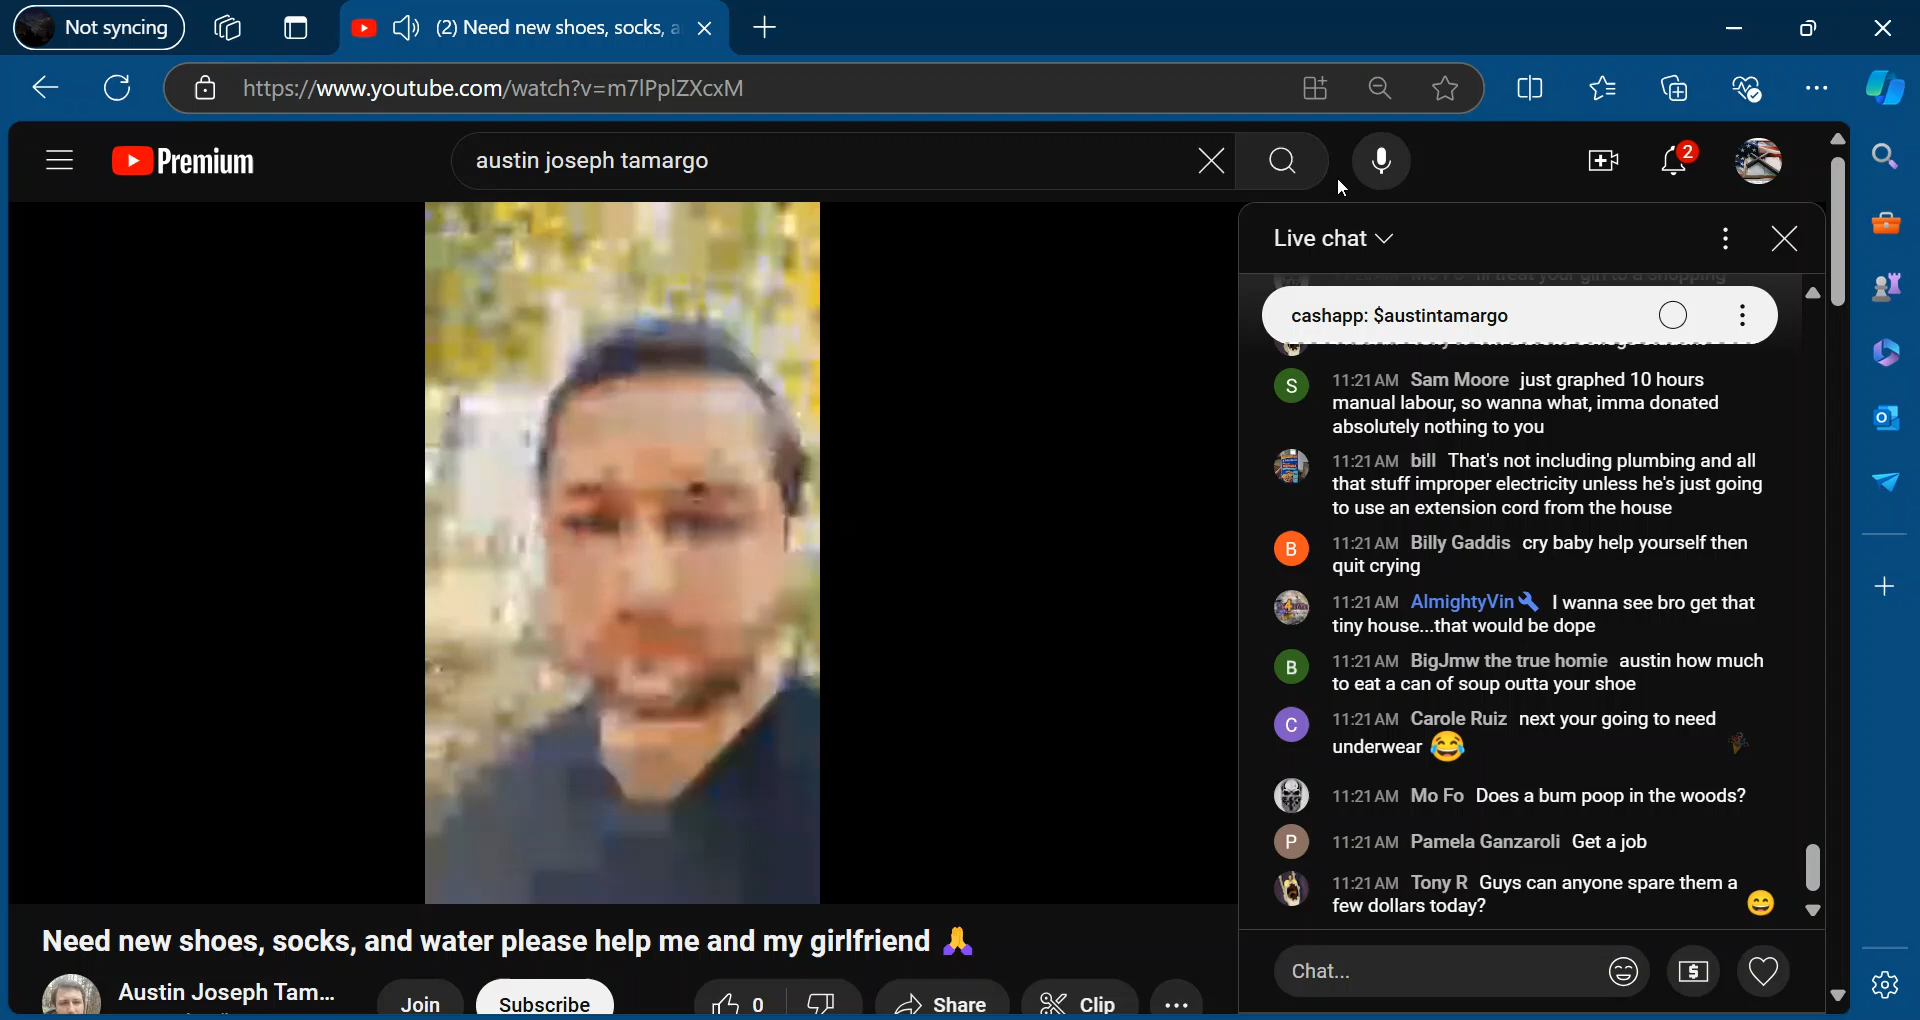 Not syncing
(2) Need new shoes, socks, a
https://www.youtube.com/watch?v=m7lPplZXcxM
Premium
austin joseph tamargo
2
Live chat
cashapp: $austintamargo
S 11:21 AM Sam Moore just graphed 10 hours
manual labour, so wanna what, imma donated
absolutely nothing to you
11:21 AM bill That's not including plumbing and all
that stuff improper electricity unless he's just going
to use an extension cord from the house
B 11:21 AM Billy Gaddis cry baby help yourself then
quit crying
11:21 AM AlmightyVin I wanna see bro get that
tiny house...that would be dope
B 11:21 AM BigJmw the true homie austin how much
to eat a can of soup outta your shoe
C 11:21 AM Carole Ruiz next your going to need
underwear 😂
11:21 AM Mo Fo Does a bum poop in the woods?
P 11:21 AM Pamela Ganzaroli Get a job
11:21 AM Tony R Guys can anyone spare them a
few dollars today? 😄
Chat...
Need new shoes, socks, and water please help me and my girlfriend 🙏
Austin Joseph Tam...
Join
Subscribe
0
Share
Clip